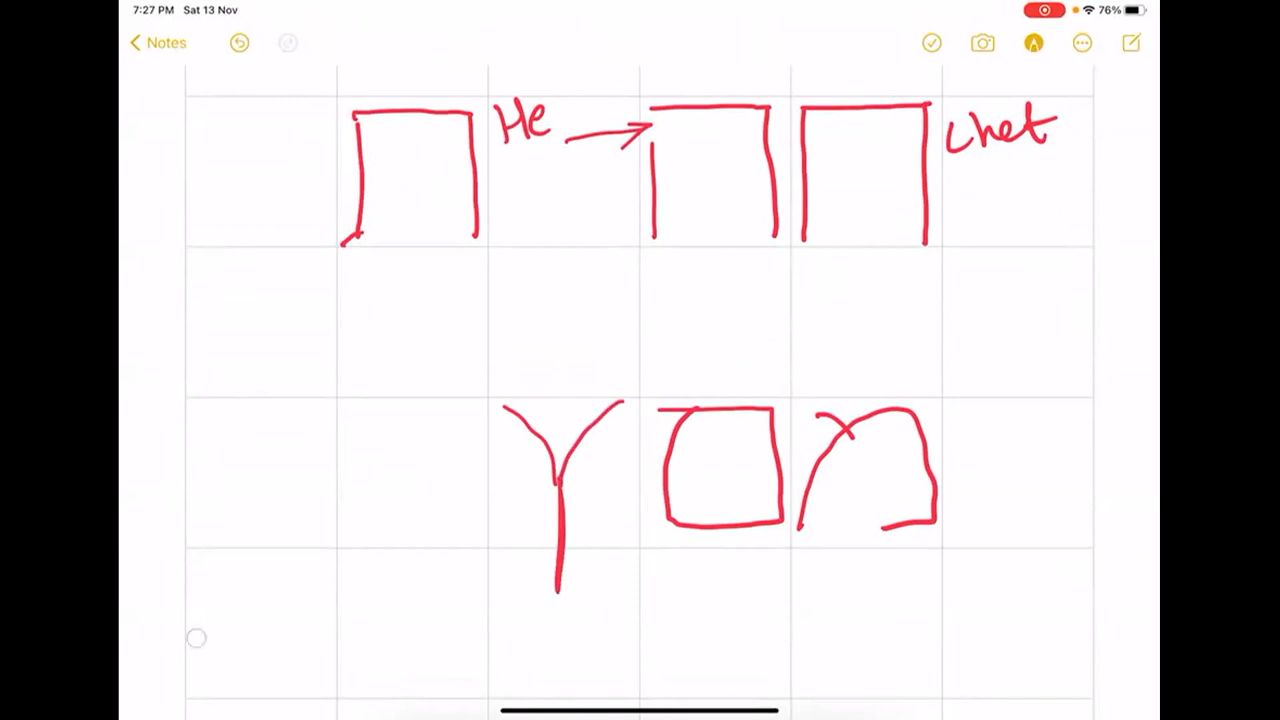 7:27 PM Sat 13 Nov 76%
Notes
ת He → ה ח chet
מ ם ץ